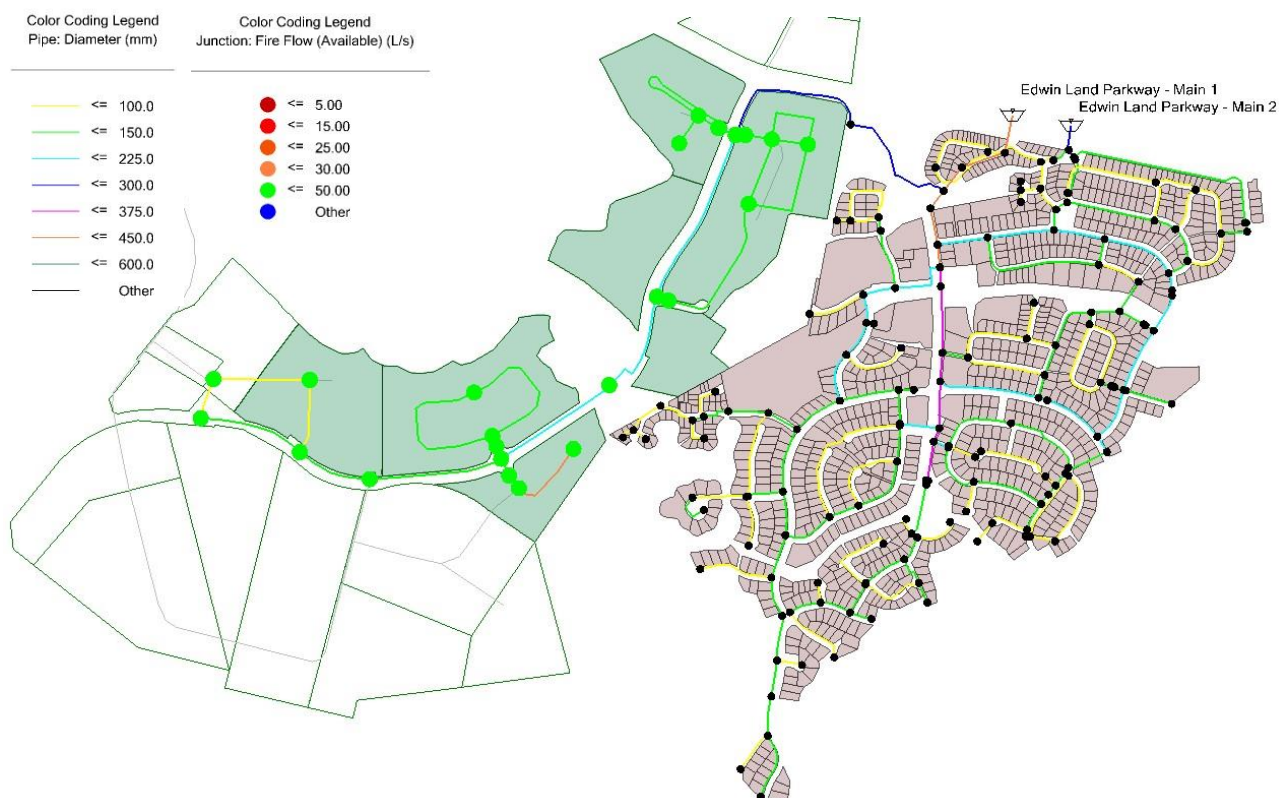 Color Coding Legend
Pipe: Diameter (mm)
<= 100.0
<= 150.0
<= 225.0
<= 300.0
<= 375.0
<= 450.0
<= 600.0
Other
Color Coding Legend
Junction: Fire Flow (Available) (L/s)
<= 5.00
<= 15.00
<= 25.00
<= 30.00
<= 50.00
Other
Edwin Land Parkway - Main 1
Edwin Land Parkway - Main 2